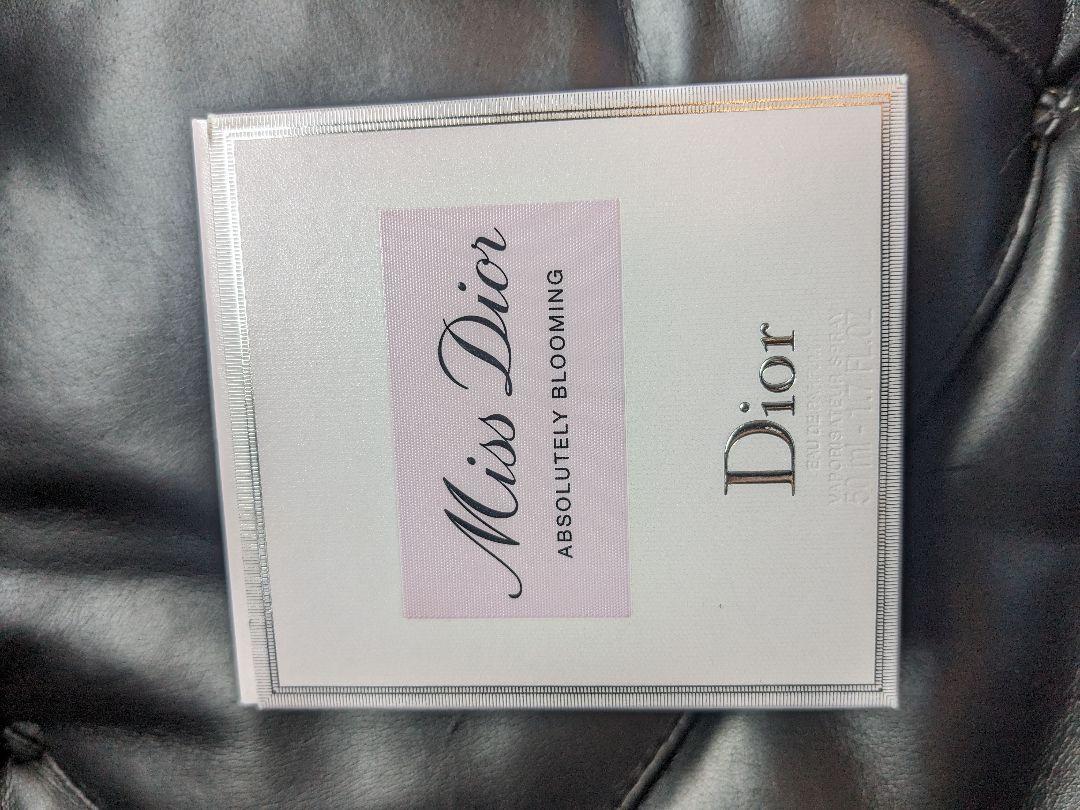 Miss Dior
ABSOLUTELY BLOOMING
Dior
EAU DE PARFUM
VAPORISATEUR SPRAY
50 ml - 1.7 FL.OZ